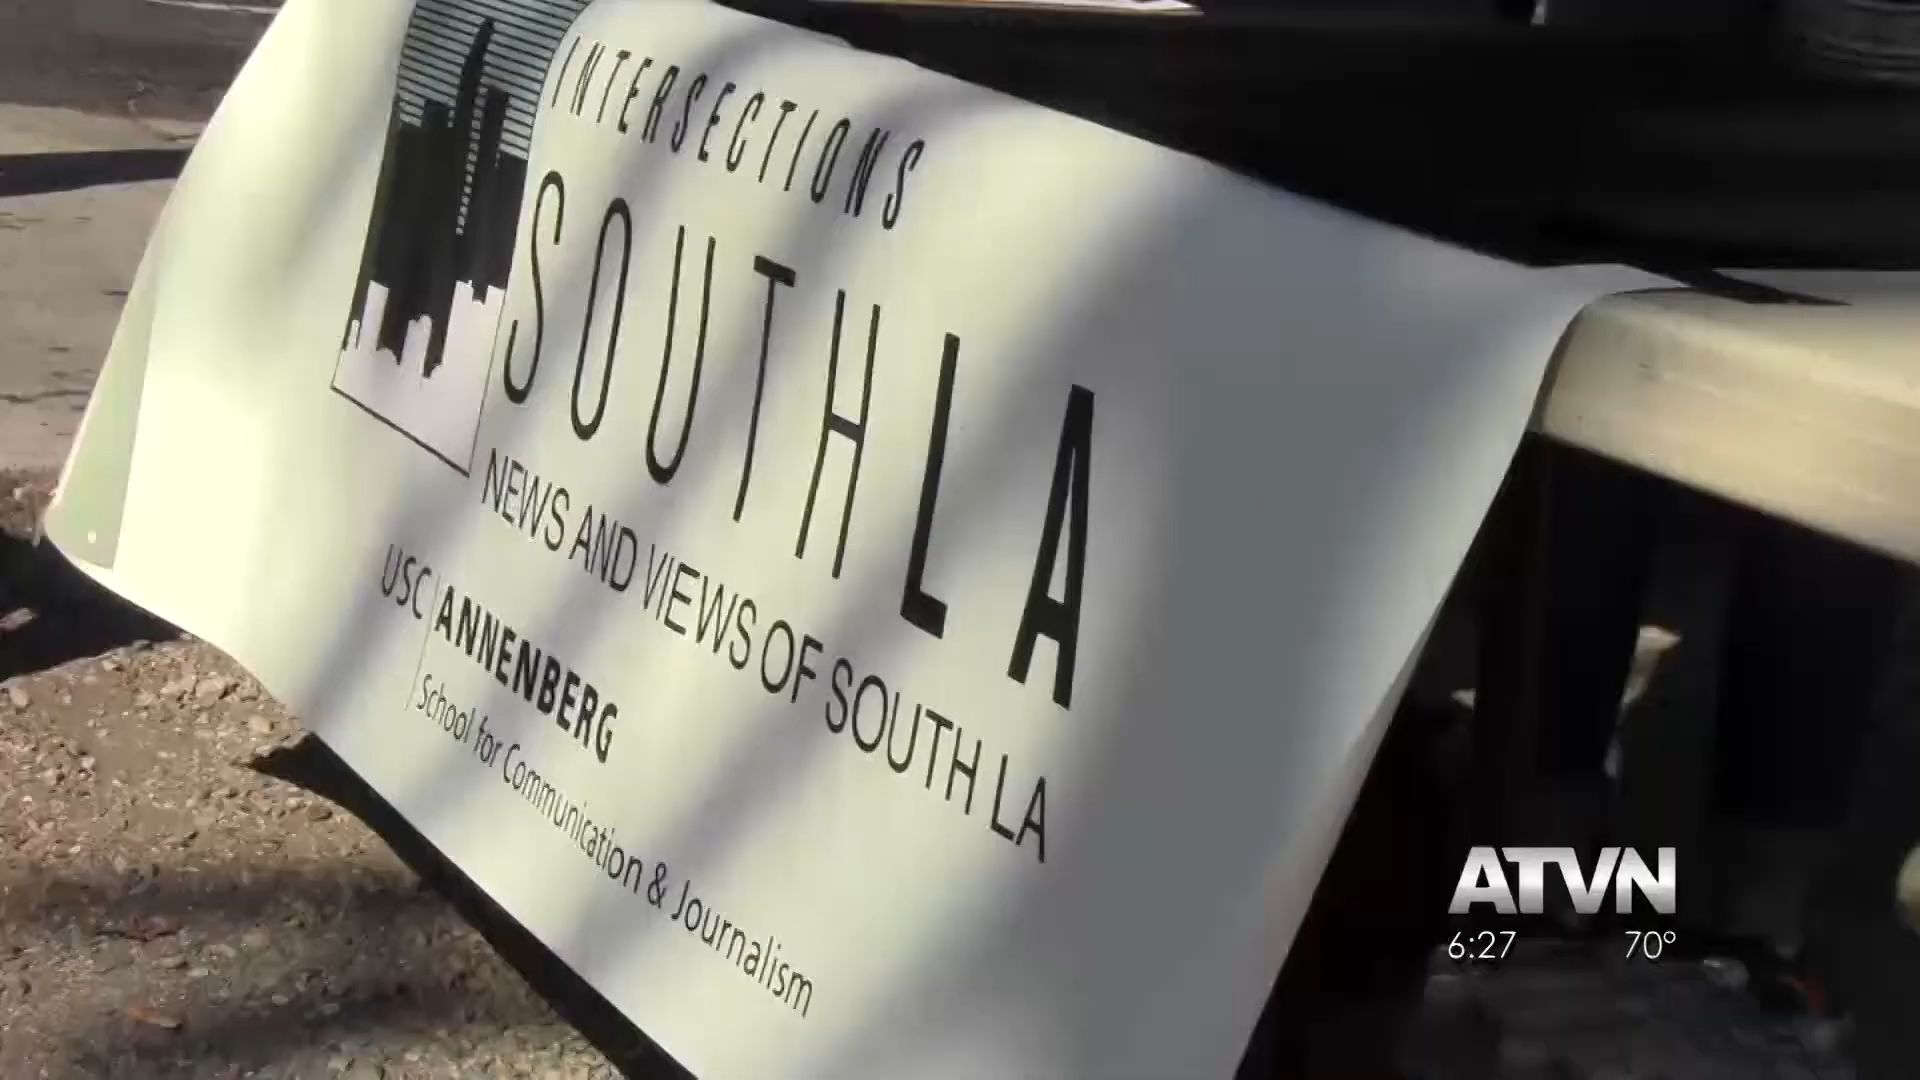 INTERSECTIONS
SOUTH LA
NEWS AND VIEWS OF SOUTH LA
USC ANNENBERG
School for Communication & Journalism
ATVN
6:27 70°